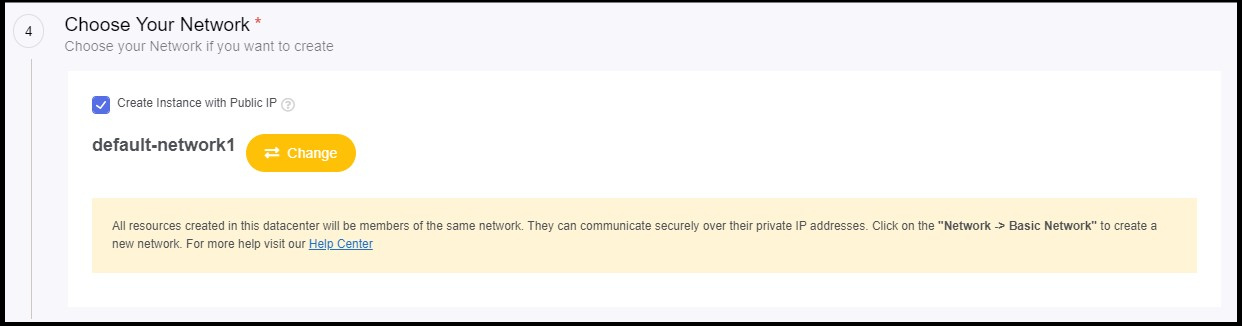 4
Choose Your Network *
Choose your Network if you want to create
Create Instance with Public IP ?
default-network1
Change
All resources created in this datacenter will be members of the same network. They can communicate securely over their private IP addresses. Click on the "Network -> Basic Network" to create a
new network. For more help visit our Help Center